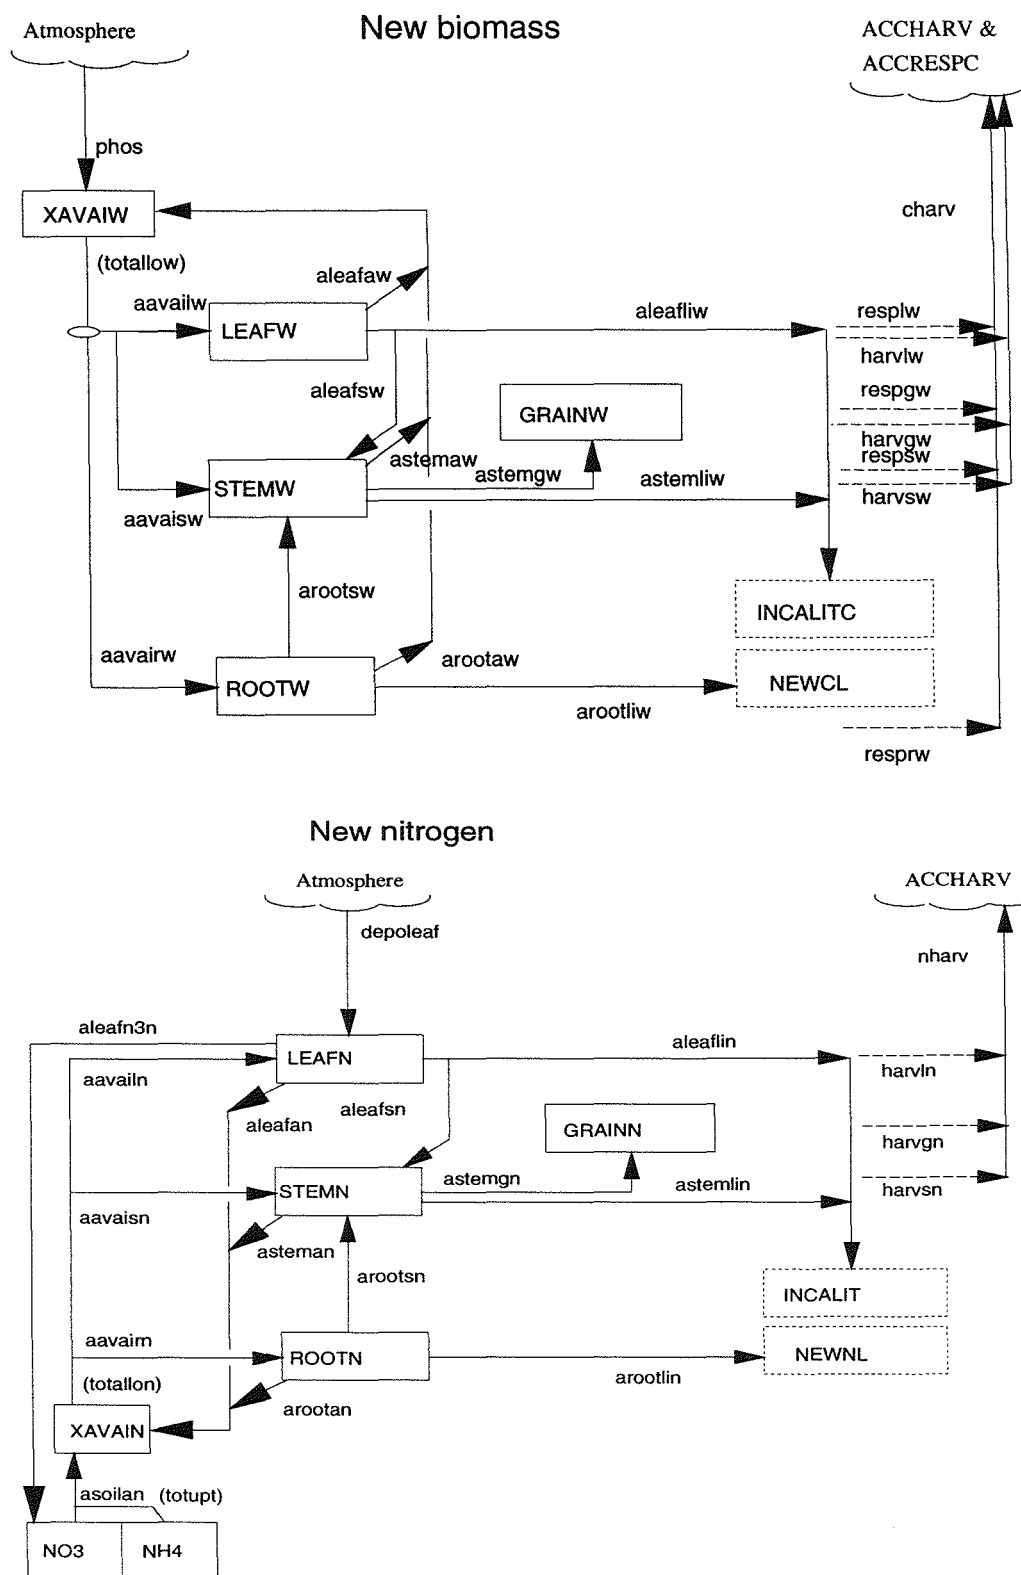 New biomass
Atmosphere
ACCHARV &
ACCRESPC
phos
XAVAIW
charv
(totallow)
aleafaw
aavailw
LEAFW
aleafliw
resplw
harvlw
aleafsw
GRAINW
respgw
harvgw
astemaw
respsw
STEMW
astemgw
astemliw
harvsw
aavaisw
arootsw
INCALITC
aavairw
arootaw
ROOTW
NEWCL
arootliw
resprw
New nitrogen
Atmosphere
ACCHARV
depoleaf
nharv
aleafn3n
LEAFN
aleaflin
aavailn
harvln
aleafsn
aleafan
GRAINN
harvgn
astemgn
astemlin
STEMN
harvsn
aavaisn
asteman
arootsn
INCALIT
aavairn
ROOTN
NEWNL
arootlin
(totallon)
arootan
XAVAIN
asoilan (totupt)
NO3 NH4